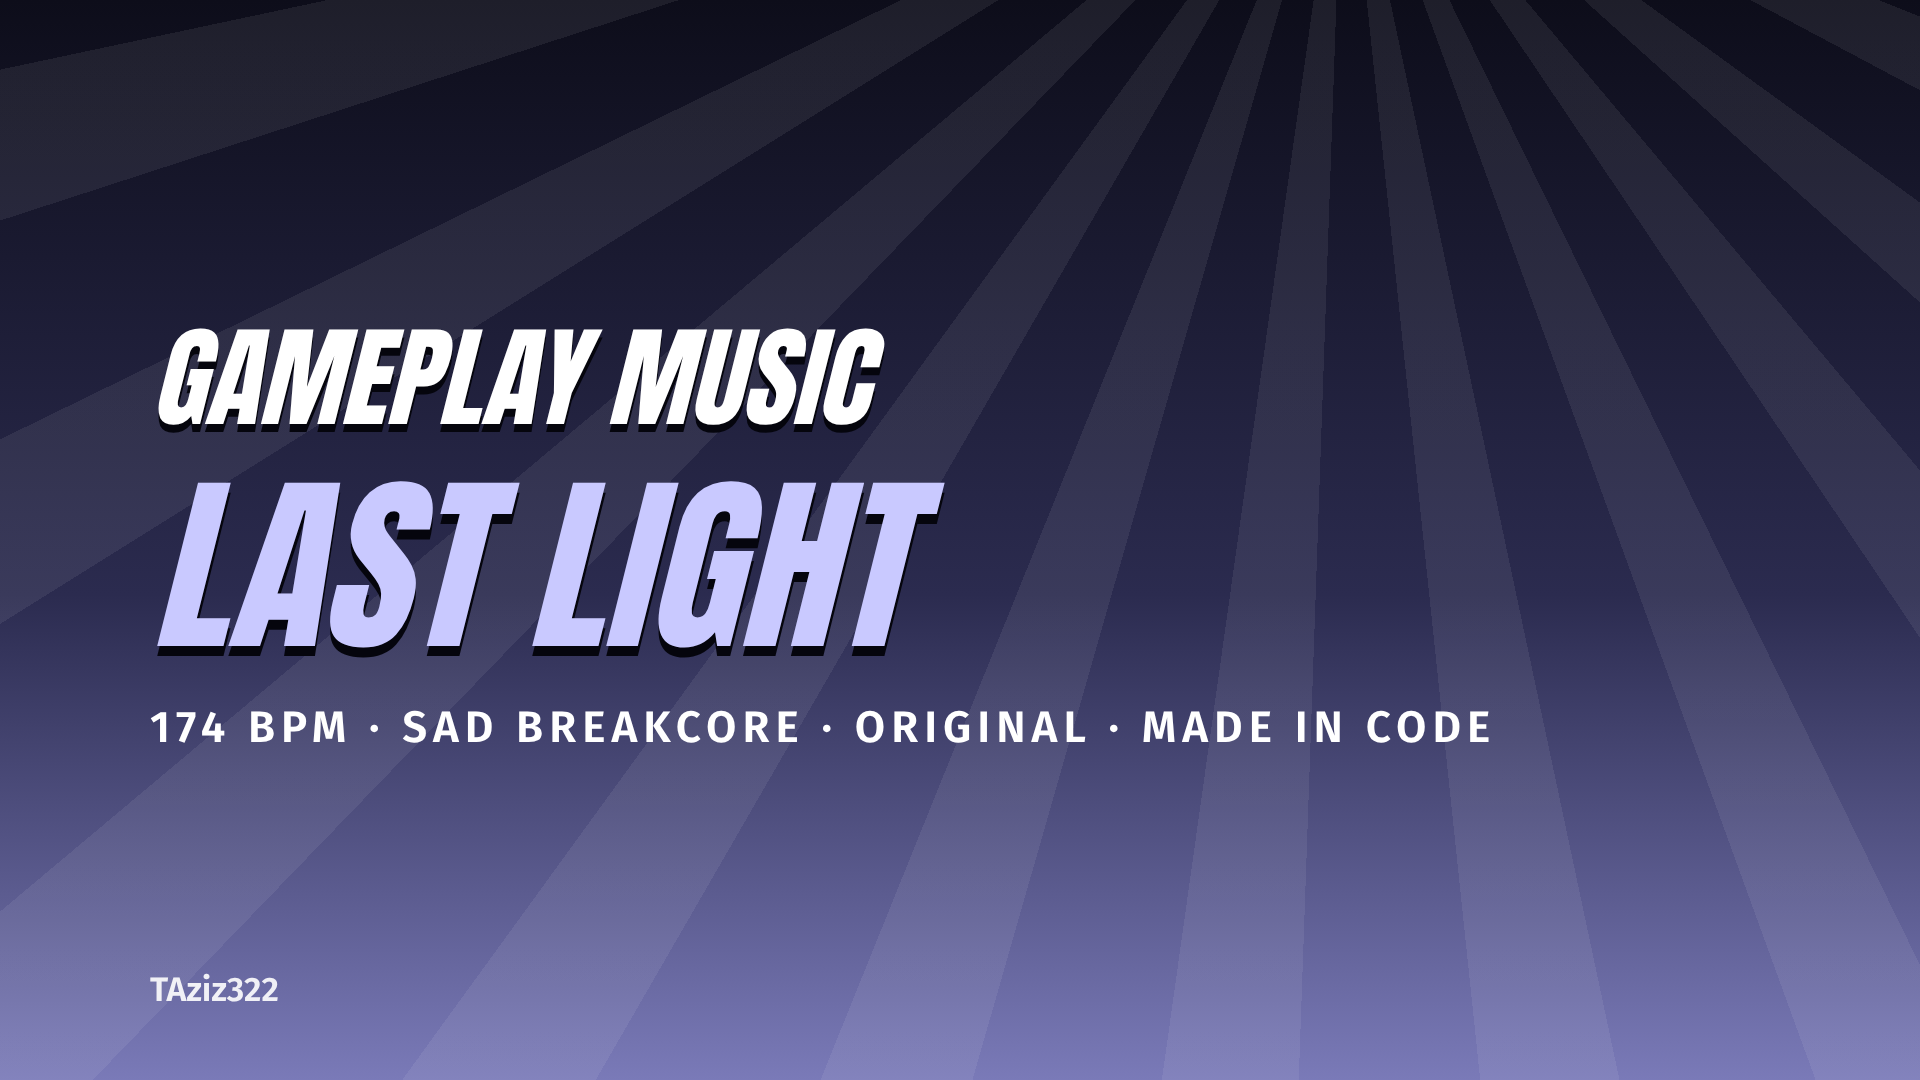 GAMEPLAY MUSIC
LAST LIGHT
174 BPM · SAD BREAKCORE · ORIGINAL · MADE IN CODE
TAziz322